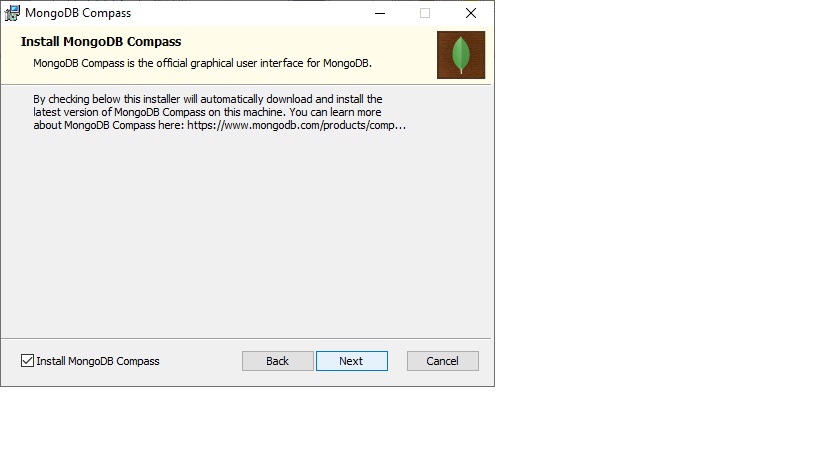 MongoDB Compass
Install MongoDB Compass
MongoDB Compass is the official graphical user interface for MongoDB.
By checking below this installer will automatically download and install the
latest version of MongoDB Compass on this machine. You can learn more
about MongoDB Compass here: https://www.mongodb.com/products/comp...
Install MongoDB Compass
Back
Next
Cancel